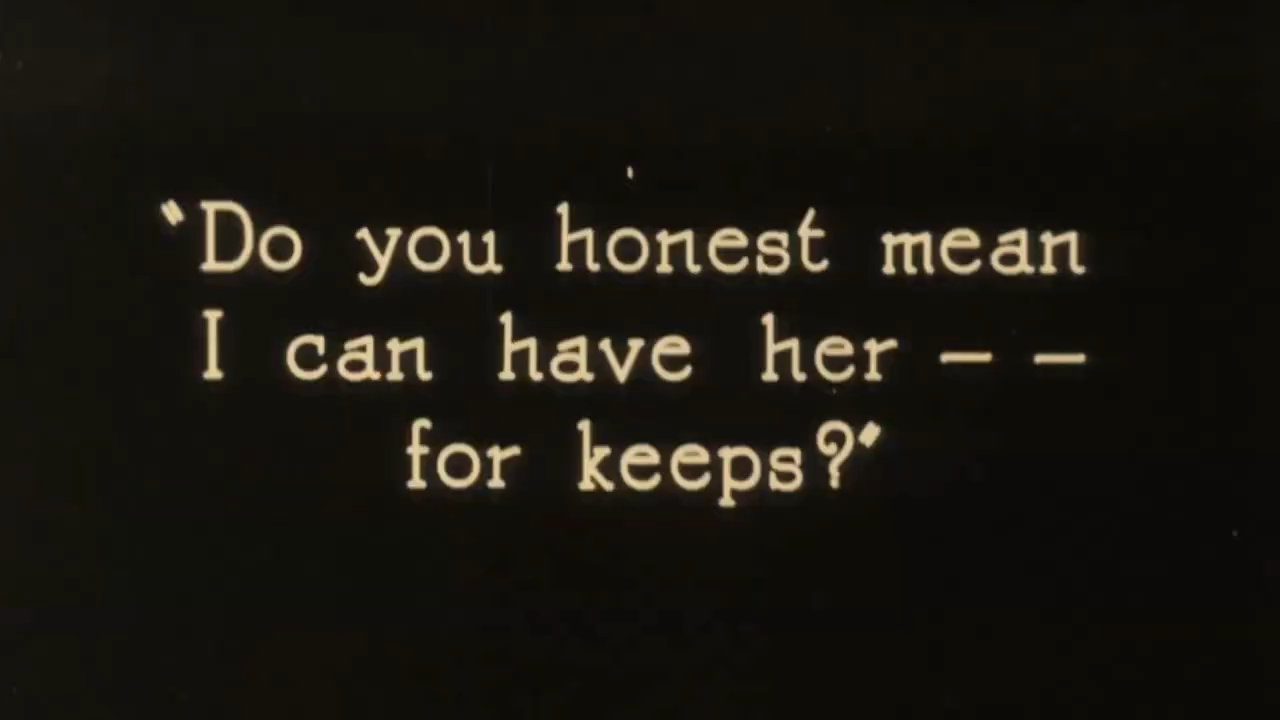 "Do you honest mean
I can have her – –
for keeps?"